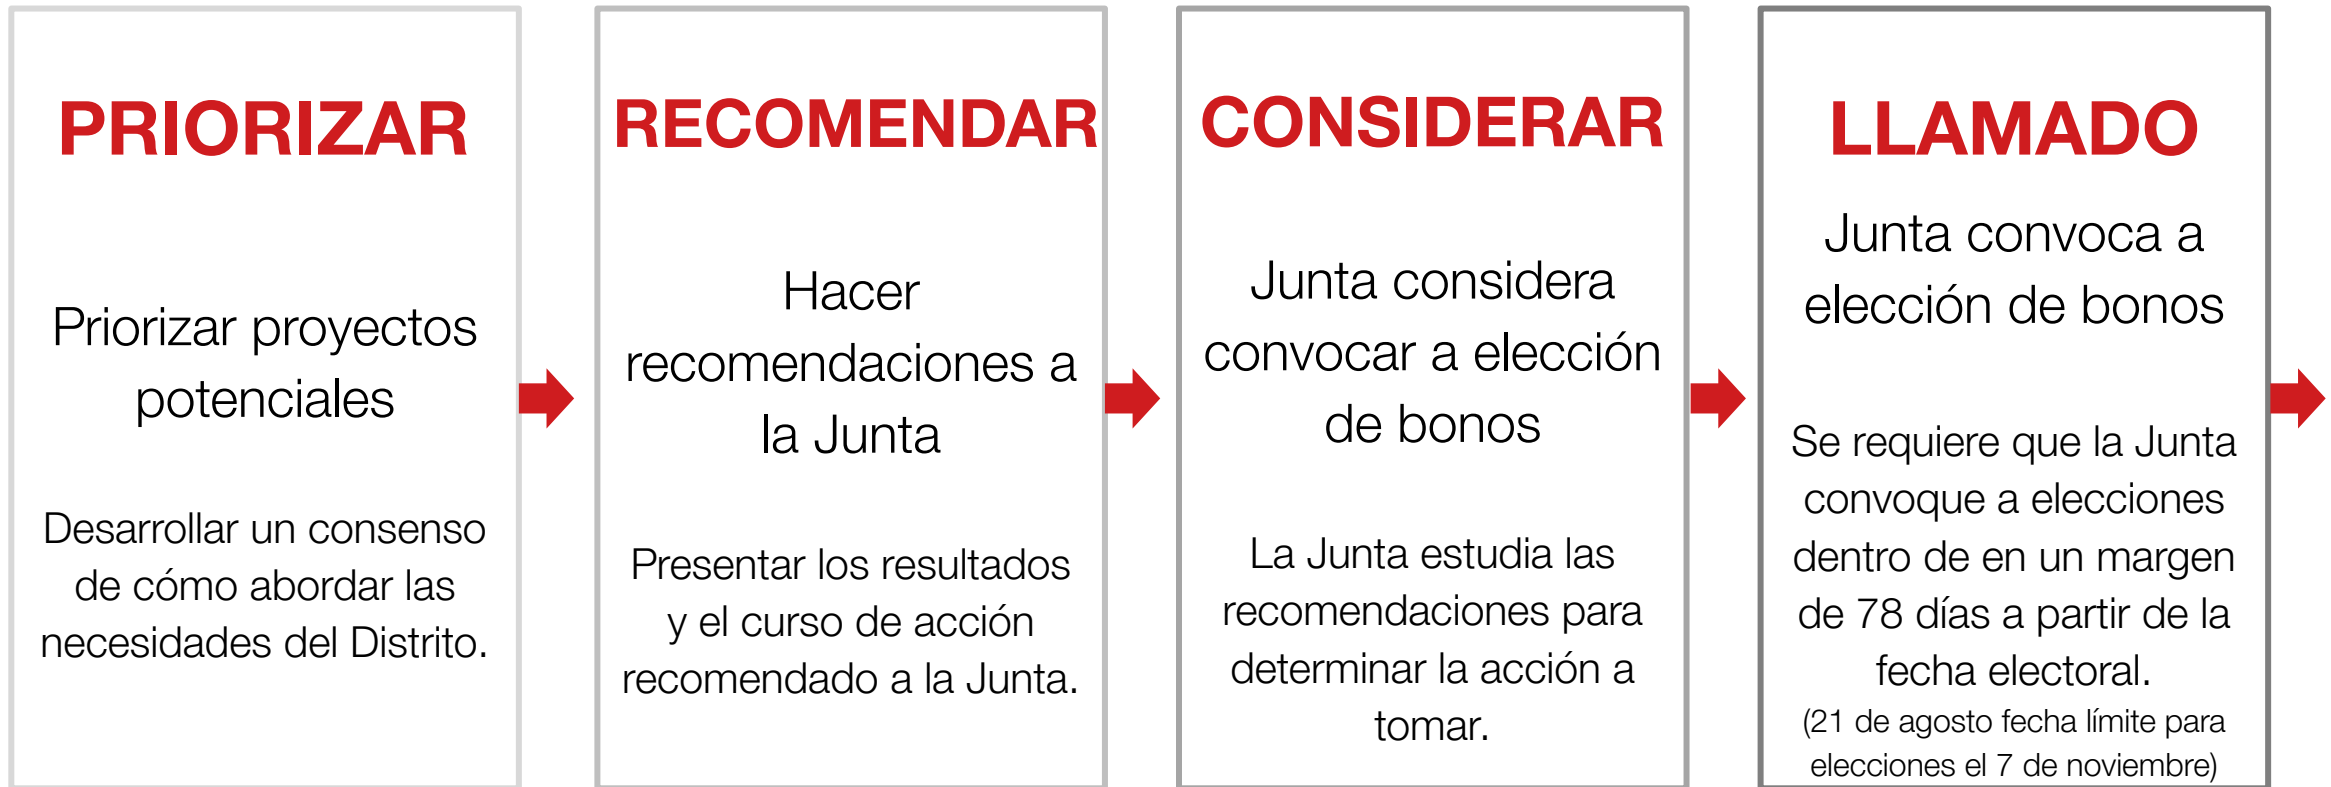 PRIORIZAR
Priorizar proyectos
potenciales
Desarrollar un consenso
de cómo abordar las
necesidades del Distrito.
RECOMENDAR
Hacer
recomendaciones a
la Junta
Presentar los resultados
y el curso de acción
recomendado a la Junta.
CONSIDERAR
Junta considera
convocar a elección
de bonos
La Junta estudia las
recomendaciones para
determinar la acción a
tomar.
LLAMADO
Junta convoca a
elección de bonos
Se requiere que la Junta
convoque a elecciones
dentro de en un margen
de 78 días a partir de la
fecha electoral.
(21 de agosto fecha límite para
elecciones el 7 de noviembre)